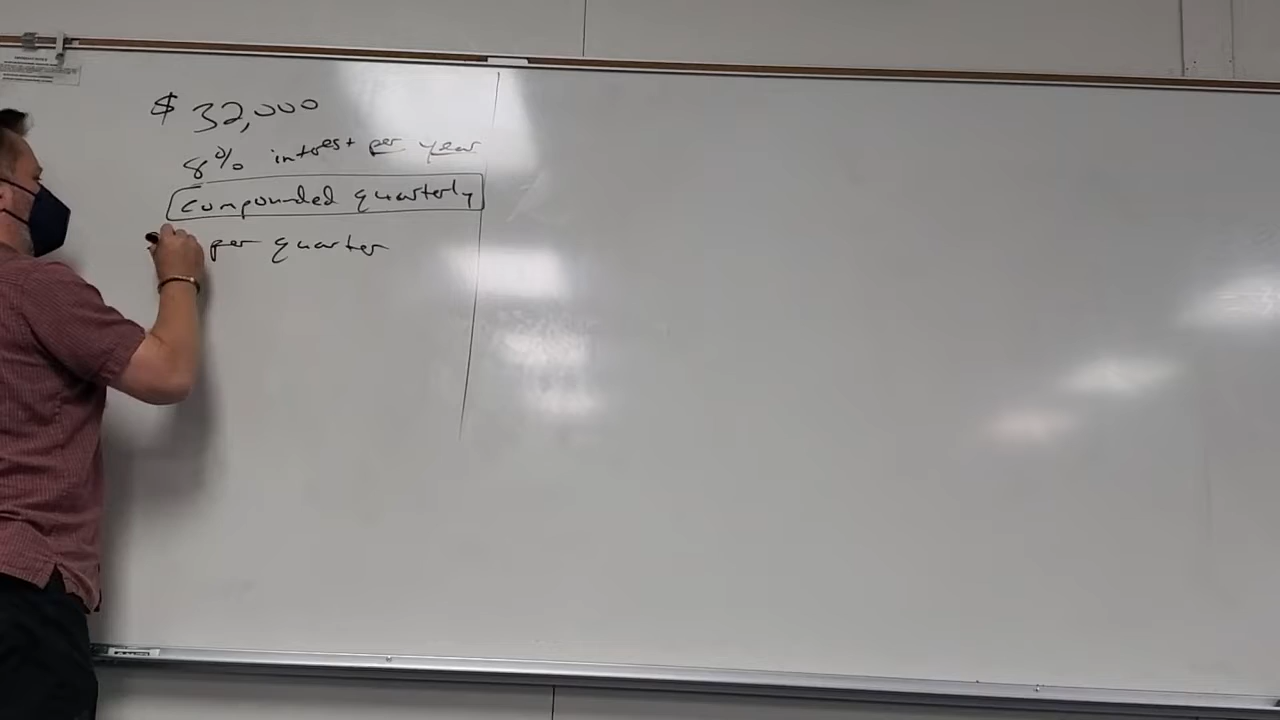 $ 32,000
8% interest per year
compounded quarterly
per quarter